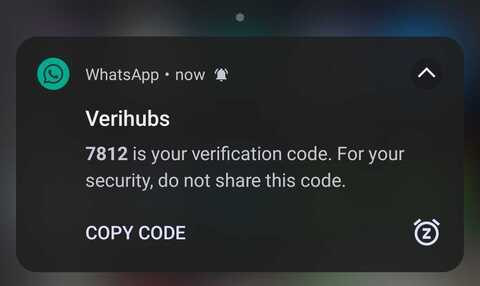 WhatsApp • now
Verihubs
7812 is your verification code. For your
security, do not share this code.
COPY CODE
Z